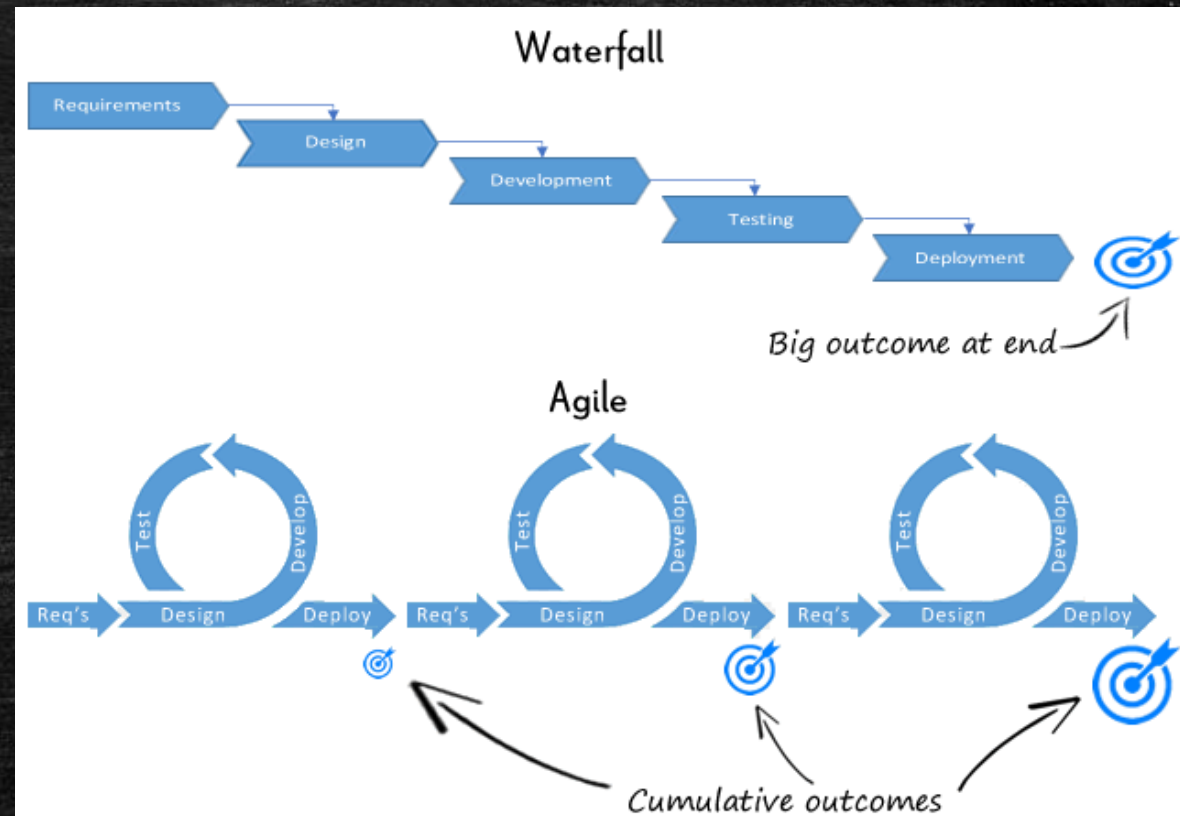 Waterfall
Requirements
Design
Development
Testing
Deployment
Big outcome at end
Agile
Test
Develop
Req's
Design
Deploy
Test
Develop
Req's
Design
Deploy
Test
Develop
Req's
Design
Deploy
Cumulative outcomes